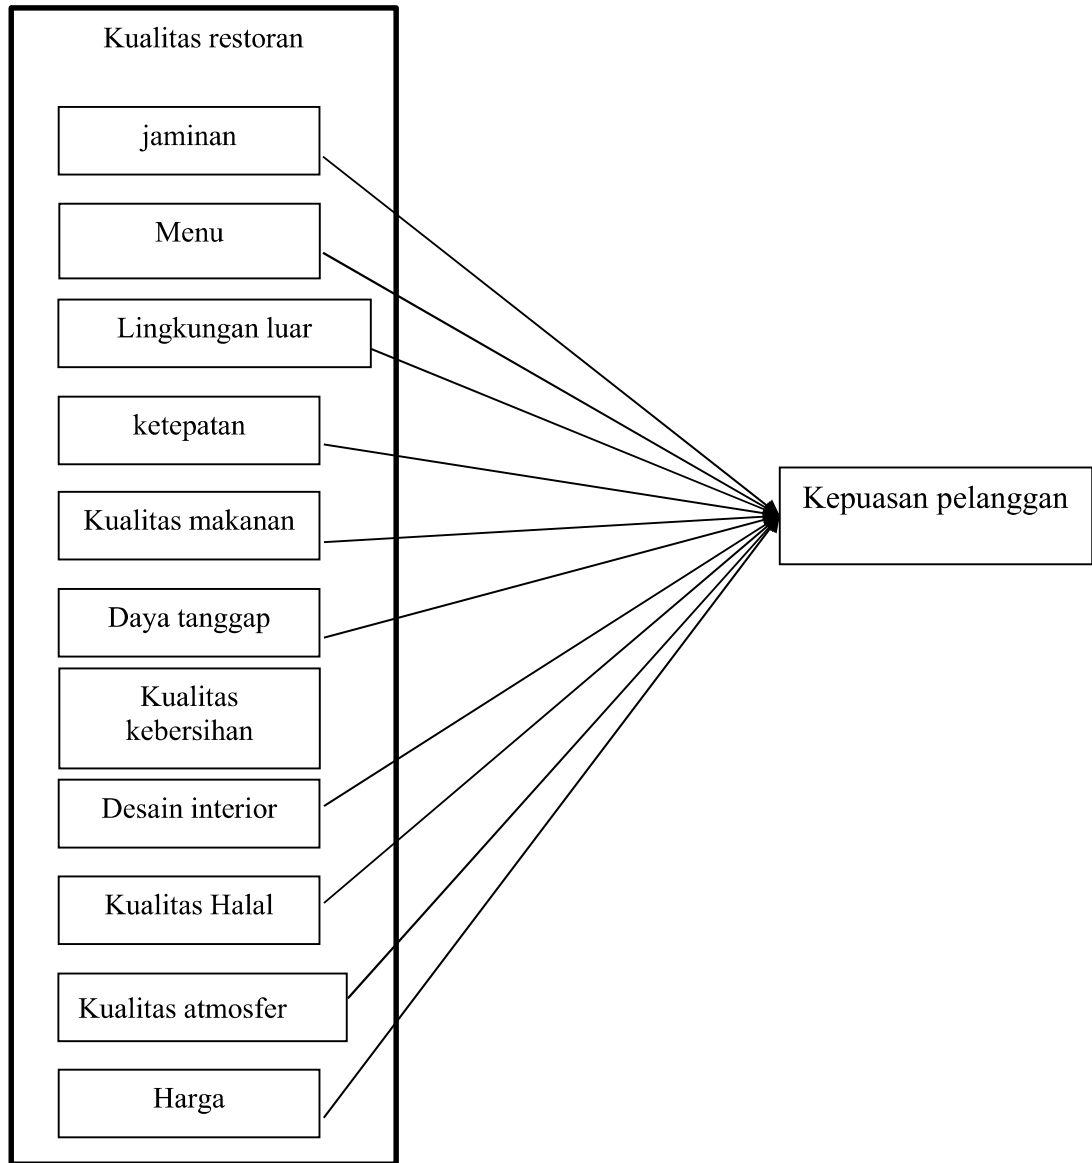 Kualitas restoran
jaminan
Menu
Lingkungan luar
ketepatan
Kualitas makanan
Daya tanggap
Kualitas
kebersihan
Desain interior
Kualitas Halal
Kualitas atmosfer
Harga
Kepuasan pelanggan